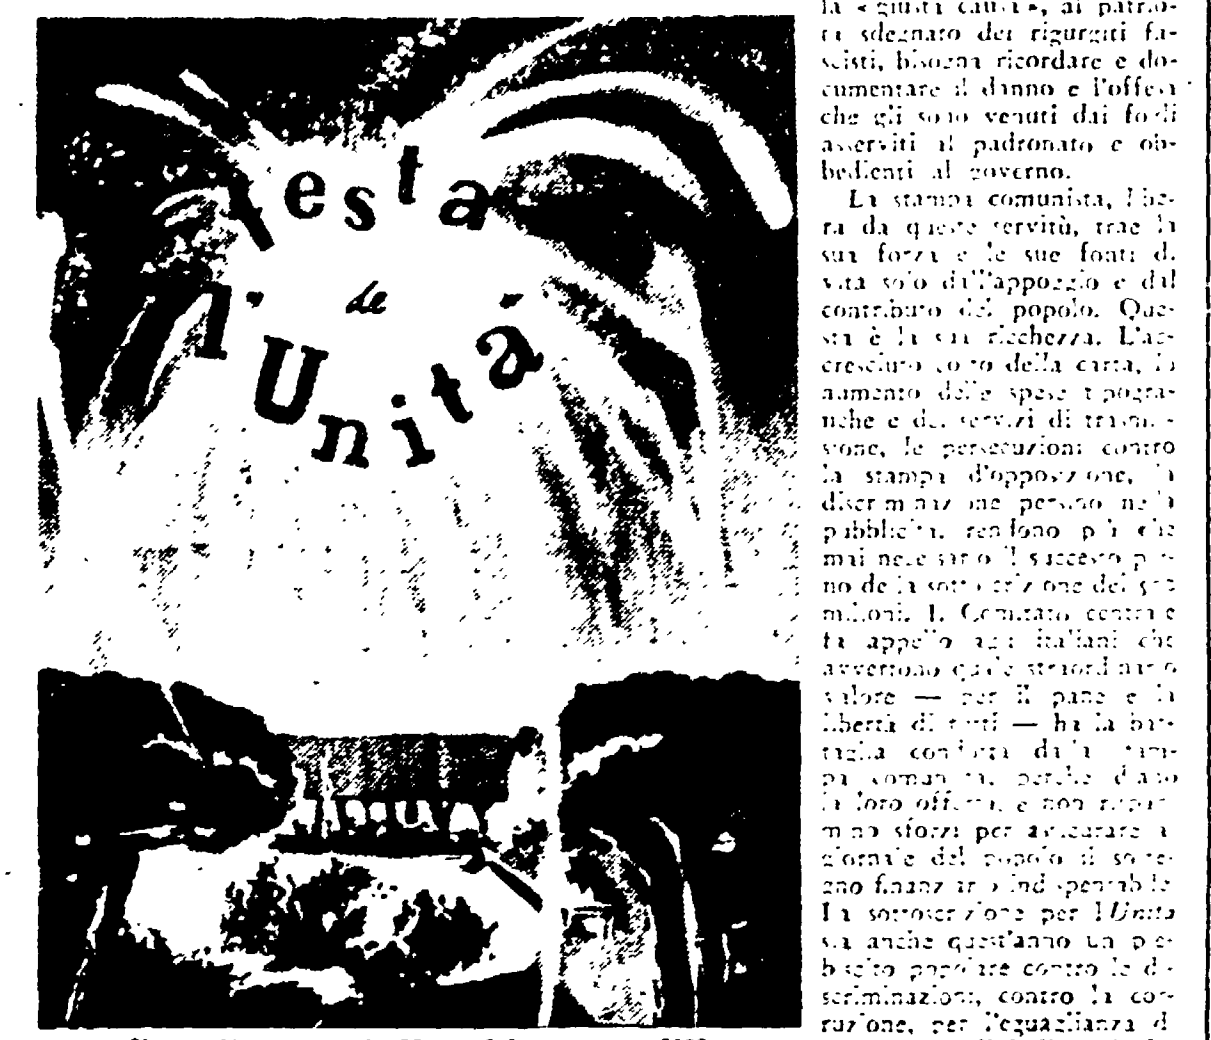 festa
de
l'Unità
la « giusta causa », al patrio-
ta sdegnato dei rigurgiti fa-
scisti, bisogna ricordare e do-
cumentare il danno e l'offesa
che gli sono venuti dai fogli
asserviti al padronato e ob-
bedienti al governo.
La stampa comunista, libe-
ra da queste servitù, trae la
sua forza e le sue fonti di
vita solo dall'appoggio e dal
contributo del popolo. Que-
sta è la sua ricchezza. L'ac-
cresciuto costo della carta, la
aumento delle spese tipogra-
fiche e dei servizi di trasmis-
sione, le persecuzioni contro
la stampa d'opposizione, la
discriminazione persino nella
pubblicità, rendono più che
mai necessario il successo pie-
no della sottoscrizione dei
milioni. Il Comitato centrale
fa appello agli italiani che
avvertono quale straordinario
valore — per il pane e la
libertà di tutti — ha la bat-
taglia condotta dalla stam-
pa comunista, perchè diano
la loro offerta, e non rispar-
mino sforzi per assicurare al
giornale del popolo il soste-
gno finanziario indispensabile.
La sottoscrizione per l'Unità
sia anche quest'anno un ple-
biscito popolare contro le di-
scriminazioni, contro la cor-
ruzione, per l'eguaglianza d